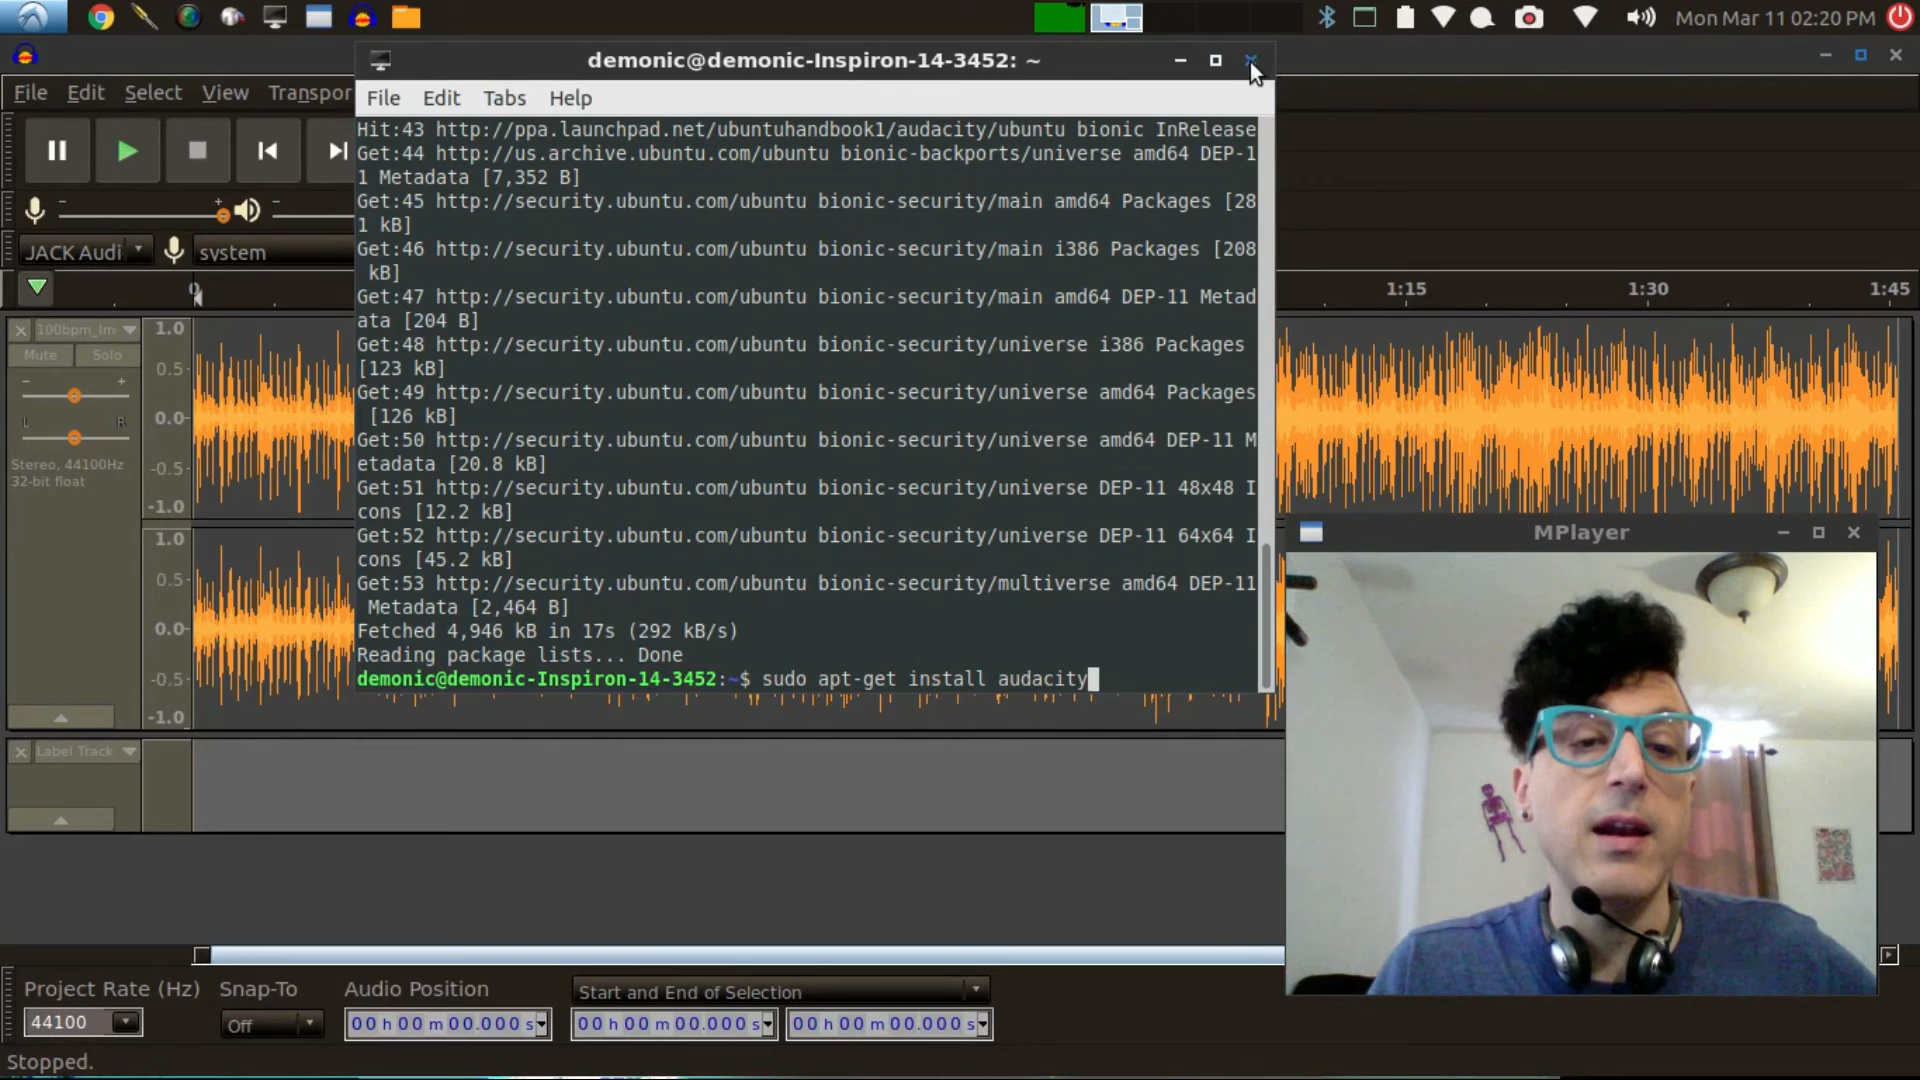 Mon Mar 11 02:20 PM
demonic@demonic-Inspiron-14-3452: ~
File Edit Select View Transpor
File Edit Tabs Help
Hit:43 http://ppa.launchpad.net/ubuntuhandbook1/audacity/ubuntu bionic InRelease
Get:44 http://us.archive.ubuntu.com/ubuntu bionic-backports/universe amd64 DEP-1
1 Metadata [7,352 B]
Get:45 http://security.ubuntu.com/ubuntu bionic-security/main amd64 Packages [28
1 kB]
Get:46 http://security.ubuntu.com/ubuntu bionic-security/main i386 Packages [208
kB]
Get:47 http://security.ubuntu.com/ubuntu bionic-security/main amd64 DEP-11 Metad
ata [204 B]
Get:48 http://security.ubuntu.com/ubuntu bionic-security/universe i386 Packages
[123 kB]
Get:49 http://security.ubuntu.com/ubuntu bionic-security/universe amd64 Packages
[126 kB]
Get:50 http://security.ubuntu.com/ubuntu bionic-security/universe amd64 DEP-11 M
etadata [20.8 kB]
Get:51 http://security.ubuntu.com/ubuntu bionic-security/universe DEP-11 48x48 I
cons [12.2 kB]
Get:52 http://security.ubuntu.com/ubuntu bionic-security/universe DEP-11 64x64 I
cons [45.2 kB]
Get:53 http://security.ubuntu.com/ubuntu bionic-security/multiverse amd64 DEP-11
Metadata [2,464 B]
Fetched 4,946 kB in 17s (292 kB/s)
Reading package lists... Done
demonic@demonic-Inspiron-14-3452:~$ sudo apt-get install audacity
JACK Audi system
0 1:15 1:30 1:45
100bpm_Im
Mute Solo
- +
L R
Stereo, 44100Hz
32-bit float
1.0
0.5
0.0
-0.5
-1.0
1.0
0.5
0.0
-0.5
-1.0
Label Track
MPlayer
Project Rate (Hz) Snap-To Audio Position Start and End of Selection
44100 Off 00 h 00 m 00.000 s 00 h 00 m 00.000 s 00 h 00 m 00.000 s
Stopped.